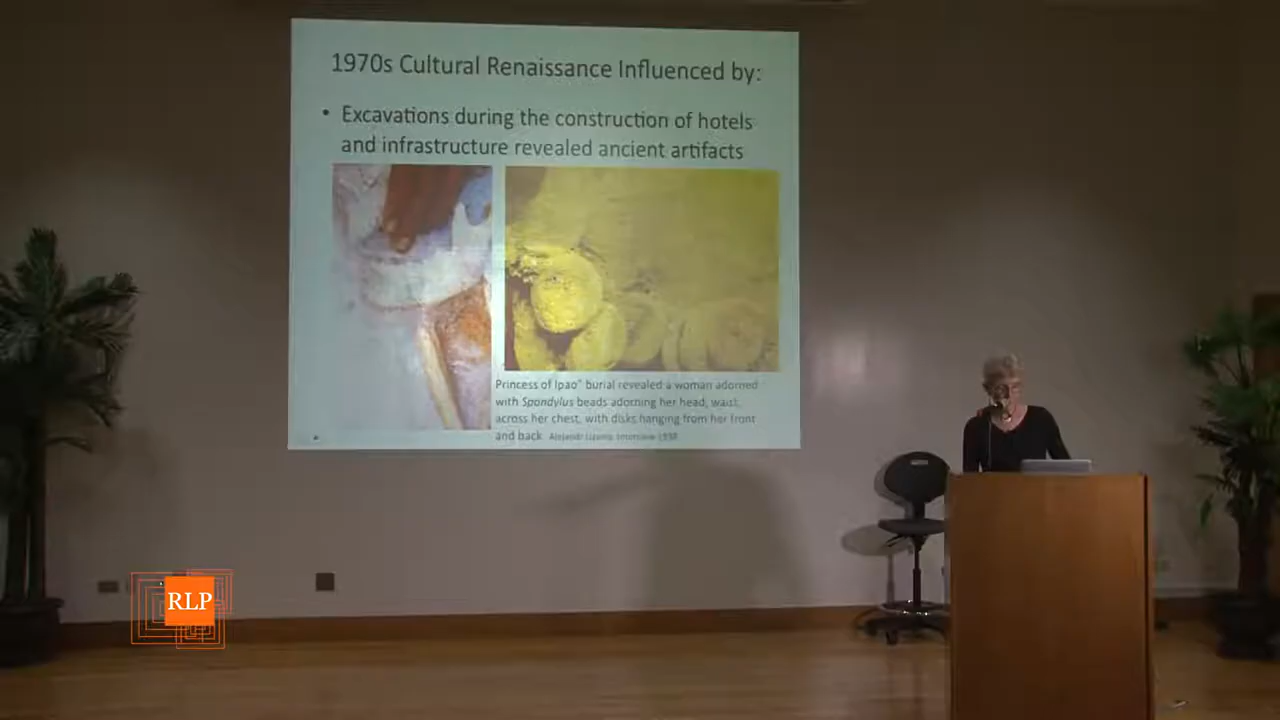 1970s Cultural Renaissance Influenced by:
• Excavations during the construction of hotels
and infrastructure revealed ancient artifacts
Princess of Ipao" burial revealed a woman adorned
with Spondylus beads adorning her head, waist,
across her chest, with disks hanging from her front
and back Interview 1998
RLP